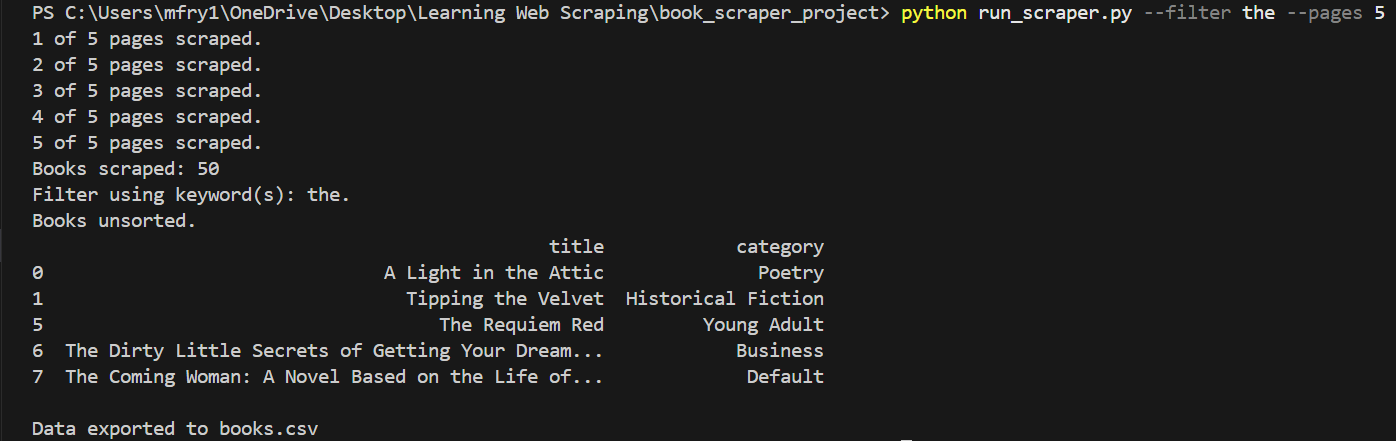 PS C:\Users\mfry1\OneDrive\Desktop\Learning Web Scraping\book_scraper_project> python run_scraper.py --filter the --pages 5
1 of 5 pages scraped.
2 of 5 pages scraped.
3 of 5 pages scraped.
4 of 5 pages scraped.
5 of 5 pages scraped.
Books scraped: 50
Filter using keyword(s): the.
Books unsorted.
title category
0 A Light in the Attic Poetry
1 Tipping the Velvet Historical Fiction
5 The Requiem Red Young Adult
6 The Dirty Little Secrets of Getting Your Dream... Business
7 The Coming Woman: A Novel Based on the Life of... Default
Data exported to books.csv